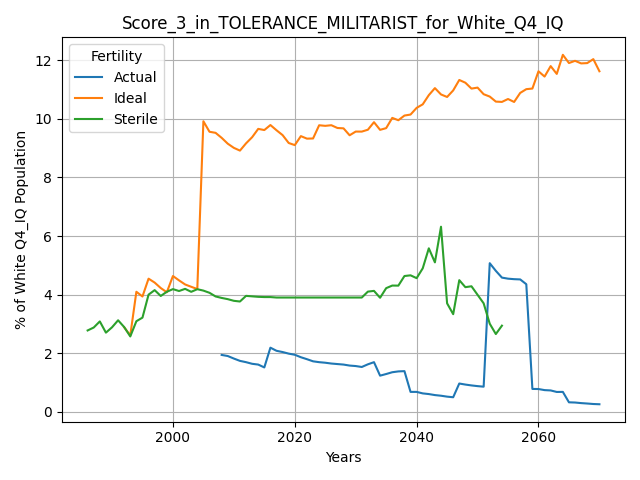 Score_3_in_TOLERANCE_MILITARIST_for_White_Q4_IQ
Fertility
Actual
Ideal
Sterile
% of White Q4_IQ Population
12
10
8
6
4
2
0
2000
2020
2040
2060
Years